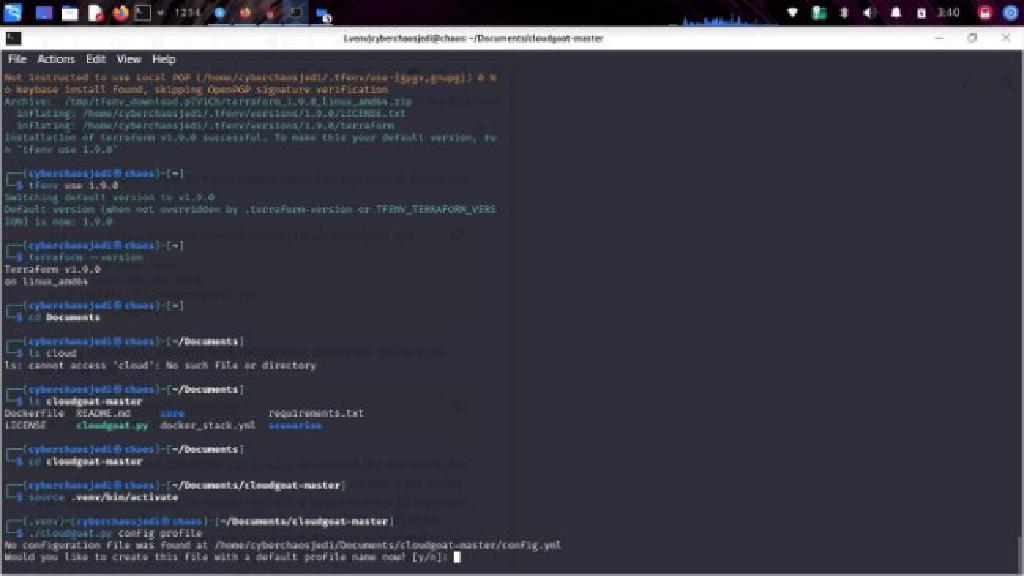 1 2 3 4
3:40
(.venv)cyberchaosjedi@chaos: ~/Documents/cloudgoat-master
File Actions Edit View Help
Not instructed to use Local PGP (/home/cyberchaosjedi/.tfenv/use-{gpgv,gnupg}) & No
o keybase install found, skipping OpenPGP signature verification
Archive: /tmp/tfenv_download.pTViCh/terraform_1.9.0_linux_amd64.zip
inflating: /home/cyberchaosjedi/.tfenv/versions/1.9.0/LICENSE.txt
inflating: /home/cyberchaosjedi/.tfenv/versions/1.9.0/terraform
Installation of terraform v1.9.0 successful. To make this your default version, ru
n 'tfenv use 1.9.0'
┌──(cyberchaosjedi㉿chaos)-[~]
└─$ tfenv use 1.9.0
Switching default version to v1.9.0
Default version (when not overridden by .terraform-version or TFENV_TERRAFORM_VERS
ION) is now: 1.9.0
┌──(cyberchaosjedi㉿chaos)-[~]
└─$ terraform --version
Terraform v1.9.0
on linux_amd64
┌──(cyberchaosjedi㉿chaos)-[~]
└─$ cd Documents
┌──(cyberchaosjedi㉿chaos)-[~/Documents]
└─$ ls cloud
ls: cannot access 'cloud': No such file or directory
┌──(cyberchaosjedi㉿chaos)-[~/Documents]
└─$ ls cloudgoat-master
Dockerfile README.md core requirements.txt
LICENSE cloudgoat.py docker_stack.yml scenarios
┌──(cyberchaosjedi㉿chaos)-[~/Documents]
└─$ cd cloudgoat-master
┌──(cyberchaosjedi㉿chaos)-[~/Documents/cloudgoat-master]
└─$ source .venv/bin/activate
┌──(.venv)─(cyberchaosjedi㉿chaos)-[~/Documents/cloudgoat-master]
└─$ ./cloudgoat.py config profile
No configuration file was found at /home/cyberchaosjedi/Documents/cloudgoat-master/config.yml
Would you like to create this file with a default profile name now? [y/n]: